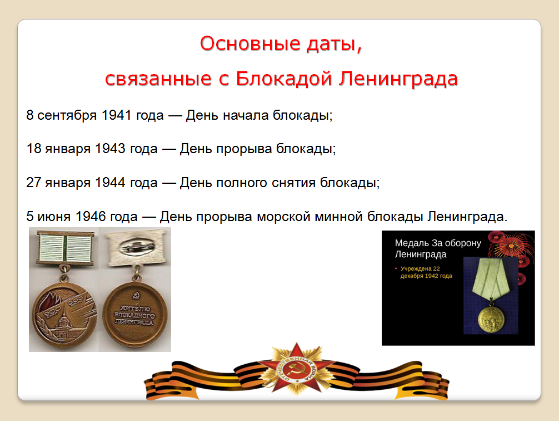 Основные даты,
связанные с Блокадой Ленинграда
8 сентября 1941 года — День начала блокады;
18 января 1943 года — День прорыва блокады;
27 января 1944 года — День полного снятия блокады;
5 июня 1946 года — День прорыва морской минной блокады Ленинграда.
ЖИТЕЛЮ
БЛОКАДНОГО
ЛЕНИНГРАДА
Медаль За оборону
Ленинграда
• Учреждена 22
декабря 1942 года